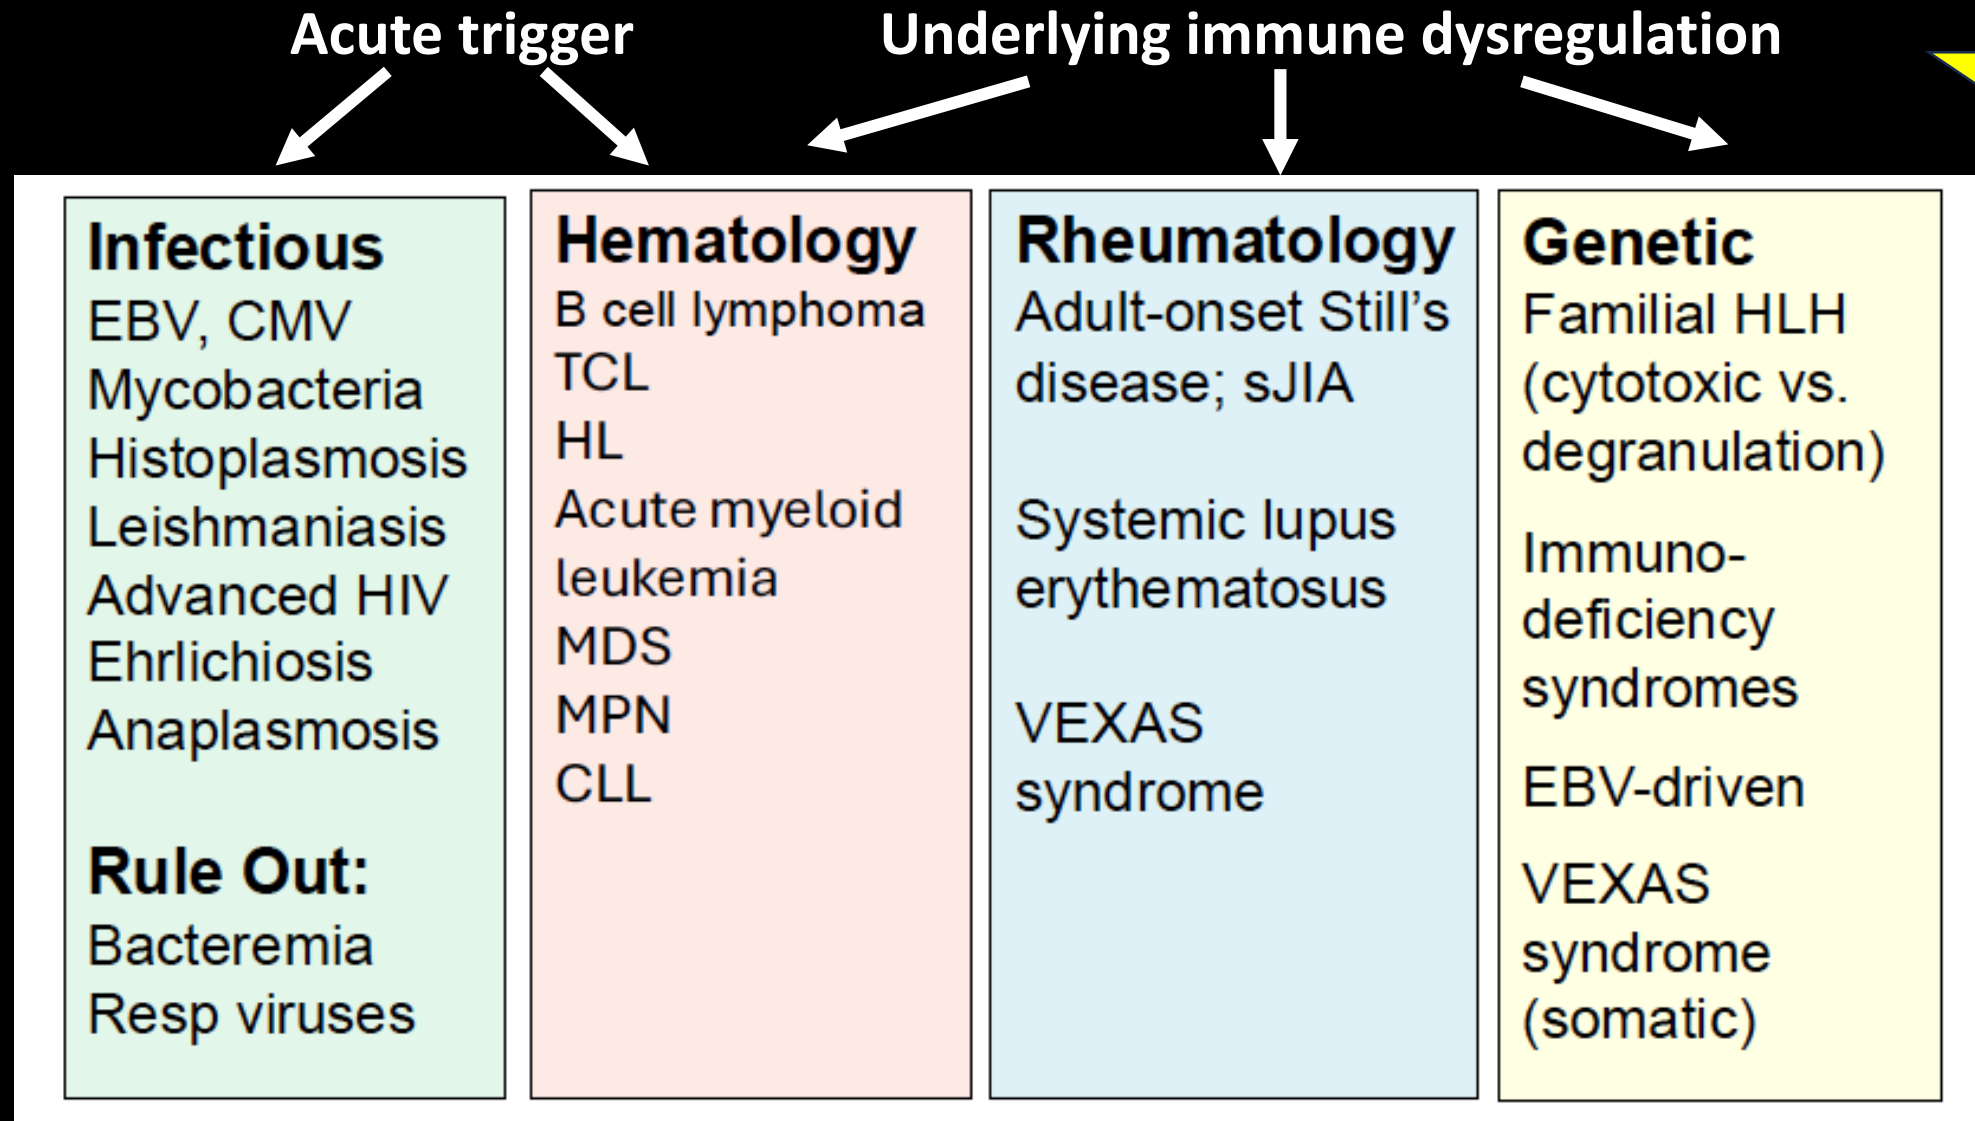 Acute trigger
Underlying immune dysregulation
Infectious
EBV, CMV
Mycobacteria
Histoplasmosis
Leishmaniasis
Advanced HIV
Ehrlichiosis
Anaplasmosis
Rule Out:
Bacteremia
Resp viruses
Hematology
B cell lymphoma
TCL
HL
Acute myeloid
leukemia
MDS
MPN
CLL
Rheumatology
Adult-onset Still’s
disease; sJIA
Systemic lupus
erythematosus
VEXAS
syndrome
Genetic
Familial HLH
(cytotoxic vs.
degranulation)
Immuno-
deficiency
syndromes
EBV-driven
VEXAS
syndrome
(somatic)